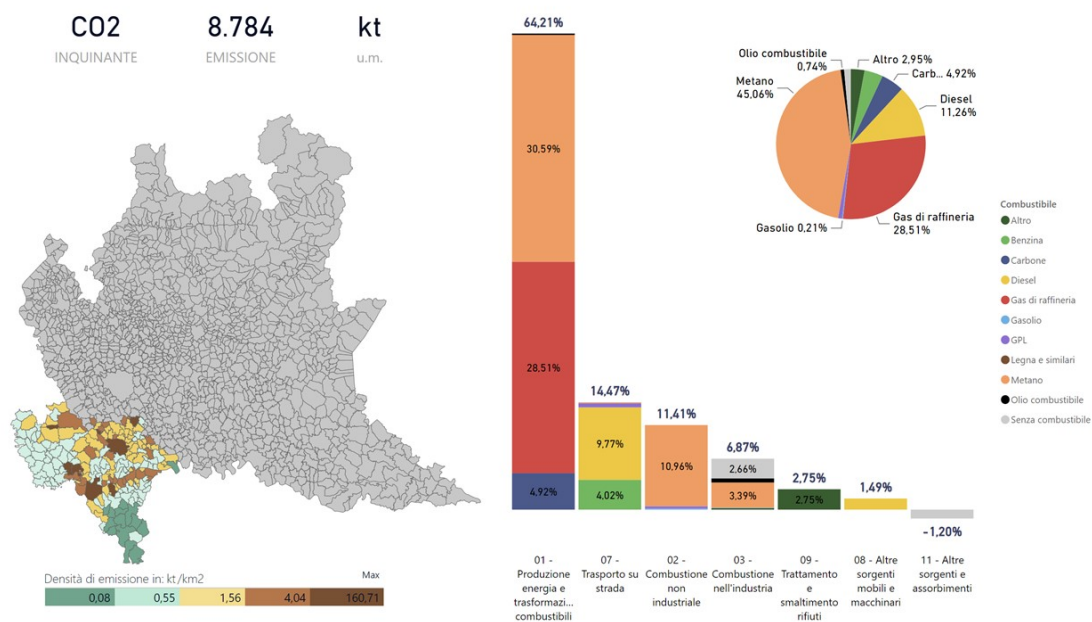 CO2
8.784
kt
INQUINANTE
EMISSIONE
u.m.
Densità di emissione in: kt/km2
Max
0,08
0,55
1,56
4,04
160,71
64,21%
30,59%
28,51%
4,92%
14,47%
9,77%
4,02%
11,41%
10,96%
6,87%
2,66%
3,39%
2,75%
2,75%
1,49%
-1,20%
01 -
Produzione
energia e
trasformazi...
combustibili
07 -
Trasporto su
strada
02 -
Combustione
non
industriale
03 -
Combustione
nell'industria
09 -
Trattamento
e
smaltimento
rifiuti
08 - Altre
sorgenti
mobili e
macchinari
11 - Altre
sorgenti e
assorbimenti
Olio combustibile
0,74%
Altro 2,95%
Carb... 4,92%
Metano
45,06%
Diesel
11,26%
Gas di raffineria
28,51%
Gasolio 0,21%
Combustibile
Altro
Benzina
Carbone
Diesel
Gas di raffineria
Gasolio
GPL
Legna e similari
Metano
Olio combustibile
Senza combustibile